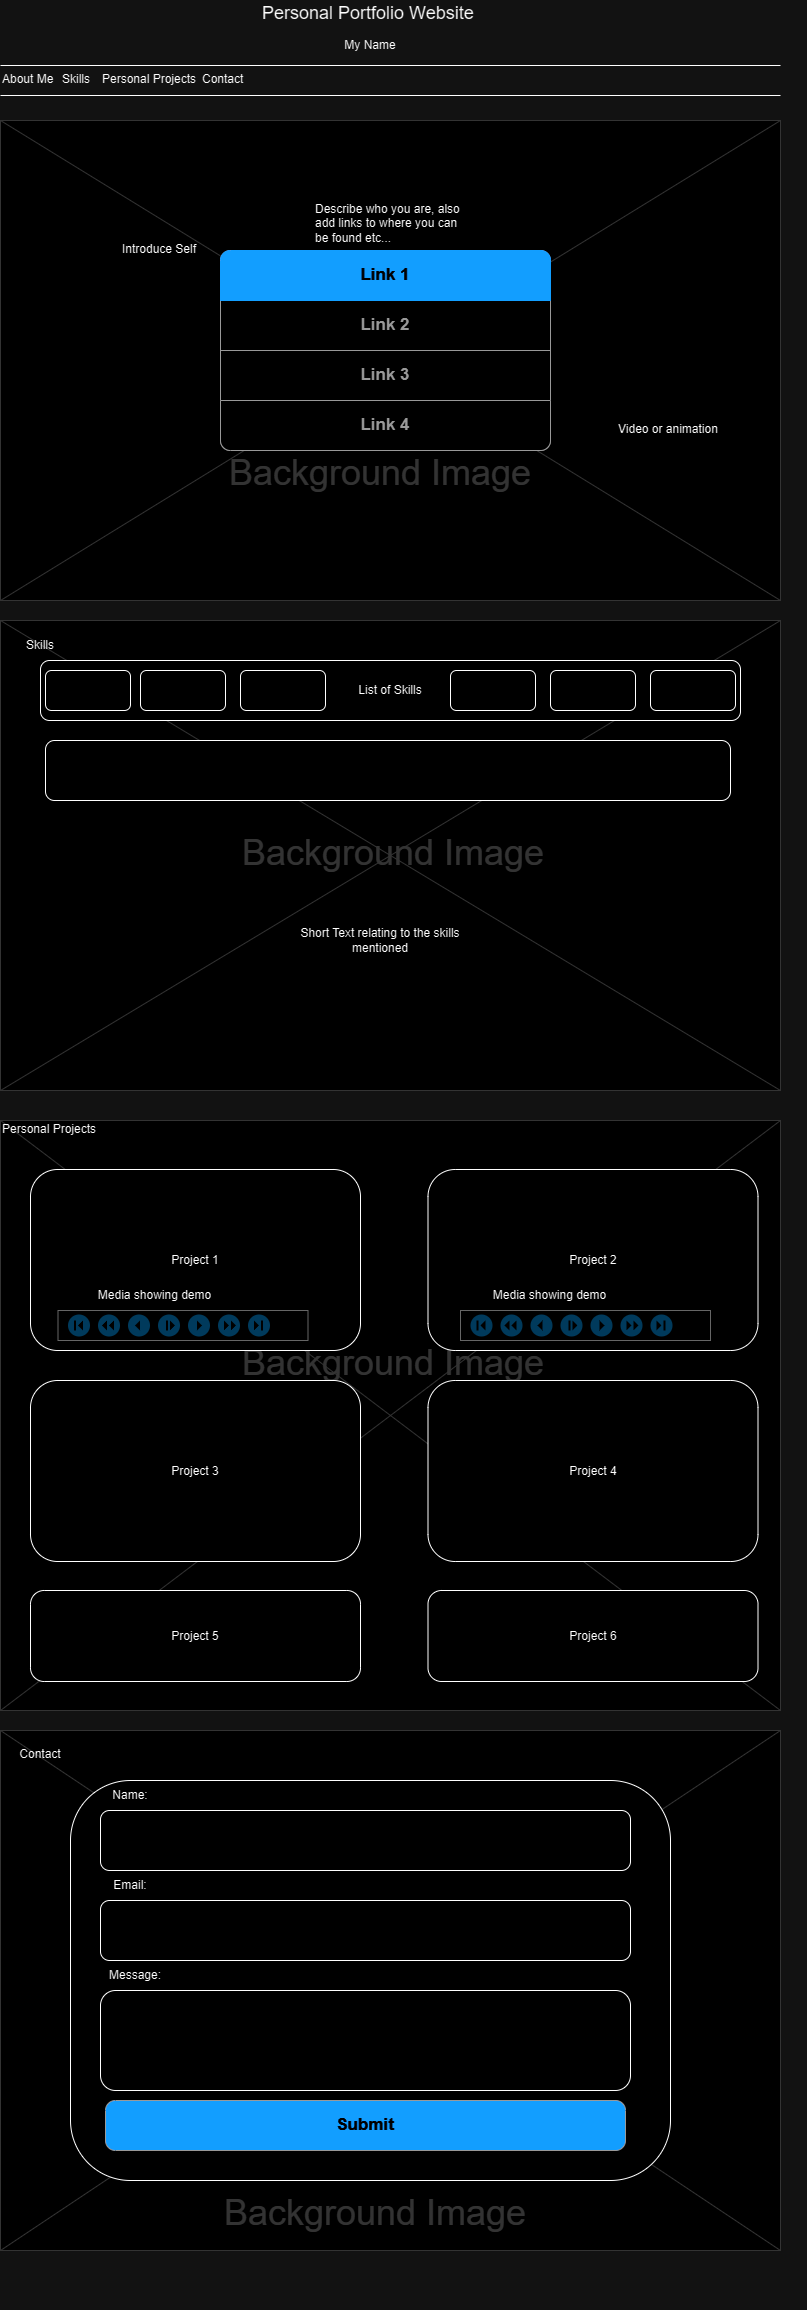 Personal Portfolio Website
My Name
About Me Skills Personal Projects Contact
Describe who you are, also
add links to where you can
be found etc...
Introduce Self
Link 1
Link 2
Link 3
Link 4
Video or animation
Background Image
Skills
List of Skills
Background Image
Short Text relating to the skills
mentioned
Personal Projects
Project 1
Project 2
Media showing demo
Media showing demo
Background Image
Project 3
Project 4
Project 5
Project 6
Contact
Name:
Email:
Message:
Submit
Background Image